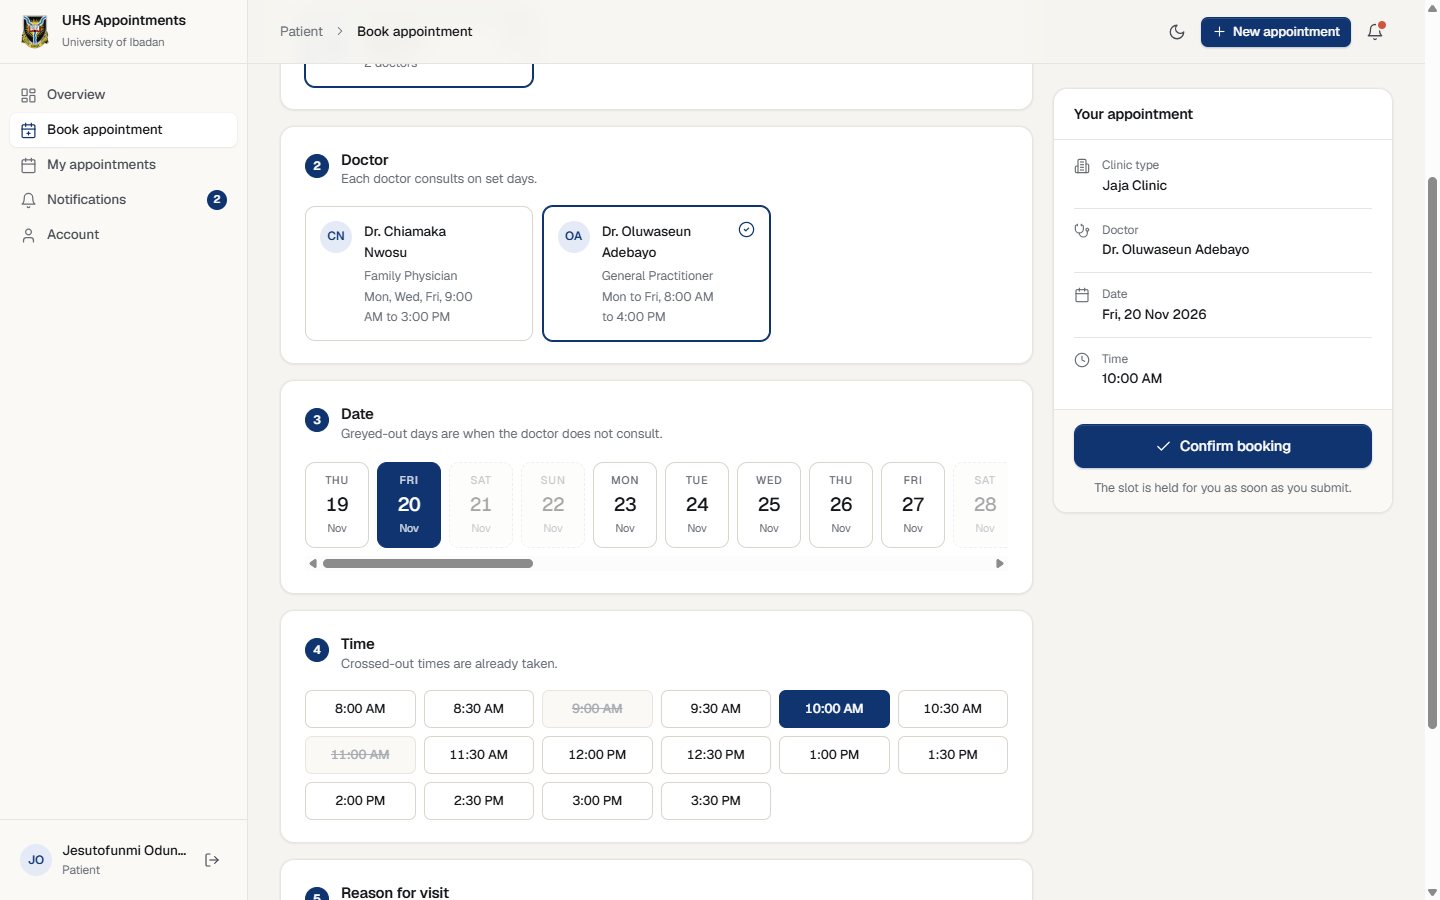 UHS Appointments
University of Ibadan
Overview
Book appointment
My appointments
Notifications
2
Account
JO
Jesutofunmi Odun...
Patient
Patient
Book appointment
New appointment
2 doctors
2
Doctor
Each doctor consults on set days.
CN
Dr. Chiamaka
Nwosu
Family Physician
Mon, Wed, Fri, 9:00
AM to 3:00 PM
OA
Dr. Oluwaseun
Adebayo
General Practitioner
Mon to Fri, 8:00 AM
to 4:00 PM
3
Date
Greyed-out days are when the doctor does not consult.
THU
19
Nov
FRI
20
Nov
SAT
21
Nov
SUN
22
Nov
MON
23
Nov
TUE
24
Nov
WED
25
Nov
THU
26
Nov
FRI
27
Nov
SAT
28
Nov
4
Time
Crossed-out times are already taken.
8:00 AM
8:30 AM
9:00 AM
9:30 AM
10:00 AM
10:30 AM
11:00 AM
11:30 AM
12:00 PM
12:30 PM
1:00 PM
1:30 PM
2:00 PM
2:30 PM
3:00 PM
3:30 PM
5
Reason for visit
Your appointment
Clinic type
Jaja Clinic
Doctor
Dr. Oluwaseun Adebayo
Date
Fri, 20 Nov 2026
Time
10:00 AM
Confirm booking
The slot is held for you as soon as you submit.